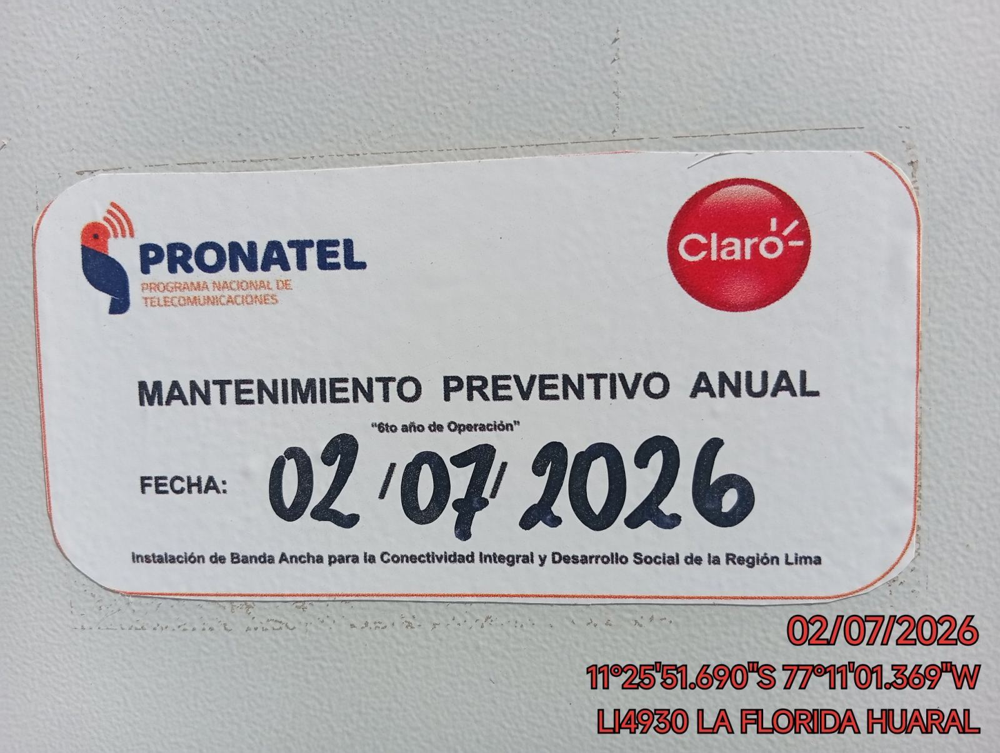 PRONATEL
PROGRAMA NACIONAL DE
TELECOMUNICACIONES
Claro
MANTENIMIENTO PREVENTIVO ANUAL
"6to año de Operación"
FECHA: 02/07/2026
Instalación de Banda Ancha para la Conectividad Integral y Desarrollo Social de la Región Lima
02/07/2026
11°25'51.690"S 77°11'01.369"W
LI4930 LA FLORIDA HUARAL